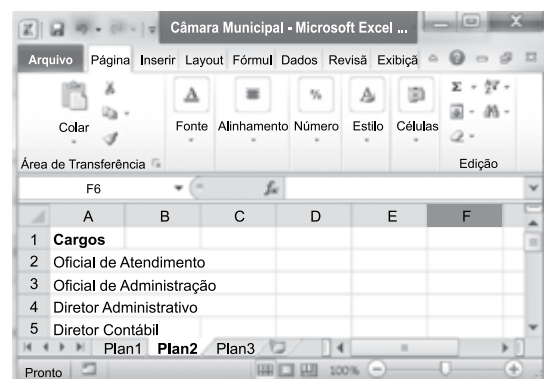 Câmara Municipal - Microsoft Excel ...
Arquivo Página Inserir Layout Fórmul Dados Revisã Exibiçã
Colar Fonte Alinhamento Número Estilo Células
Área de Transferência Edição
F6 fx
A B C D E F
1 Cargos
2 Oficial de Atendimento
3 Oficial de Administração
4 Diretor Administrativo
5 Diretor Contábil
Plan1 Plan2 Plan3
Pronto 100%